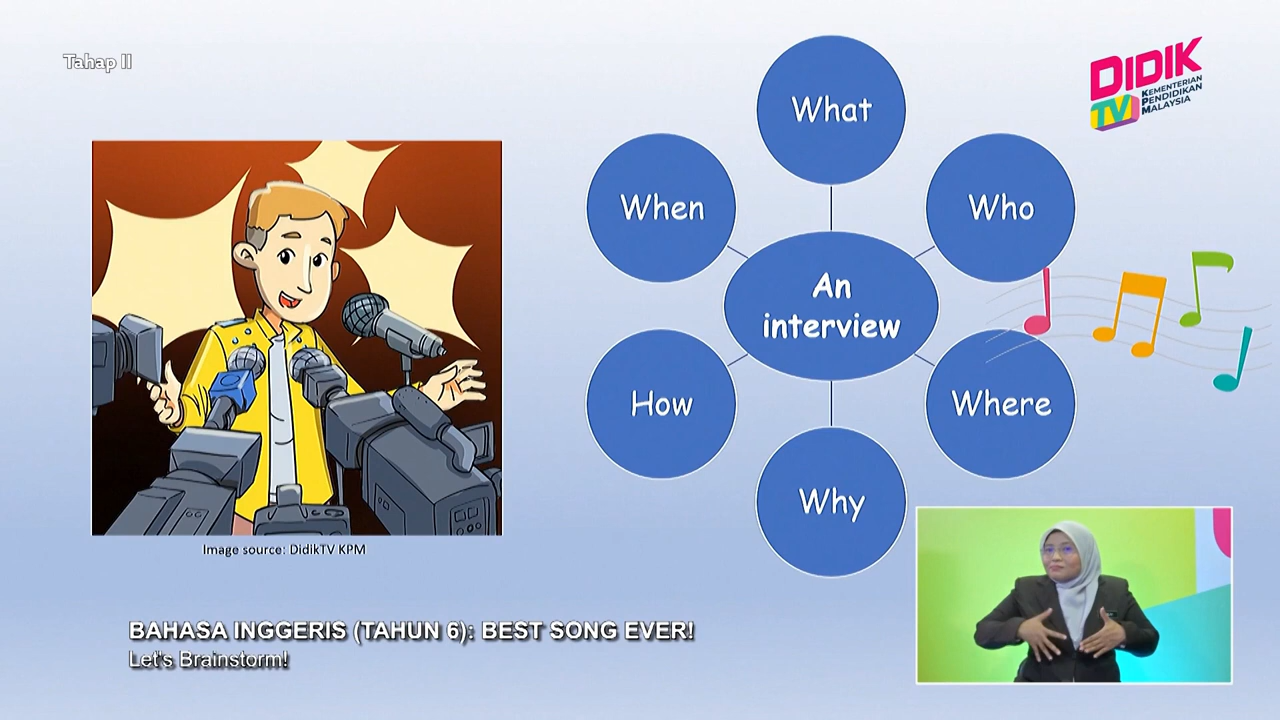 Tahap II
DIDIK
TV
KEMENTERIAN
PENDIDIKAN
MALAYSIA
What
When
Who
An
interview
How
Where
Why
Image source: DidikTV KPM
BAHASA INGGERIS (TAHUN 6): BEST SONG EVER!
Let's Brainstorm!